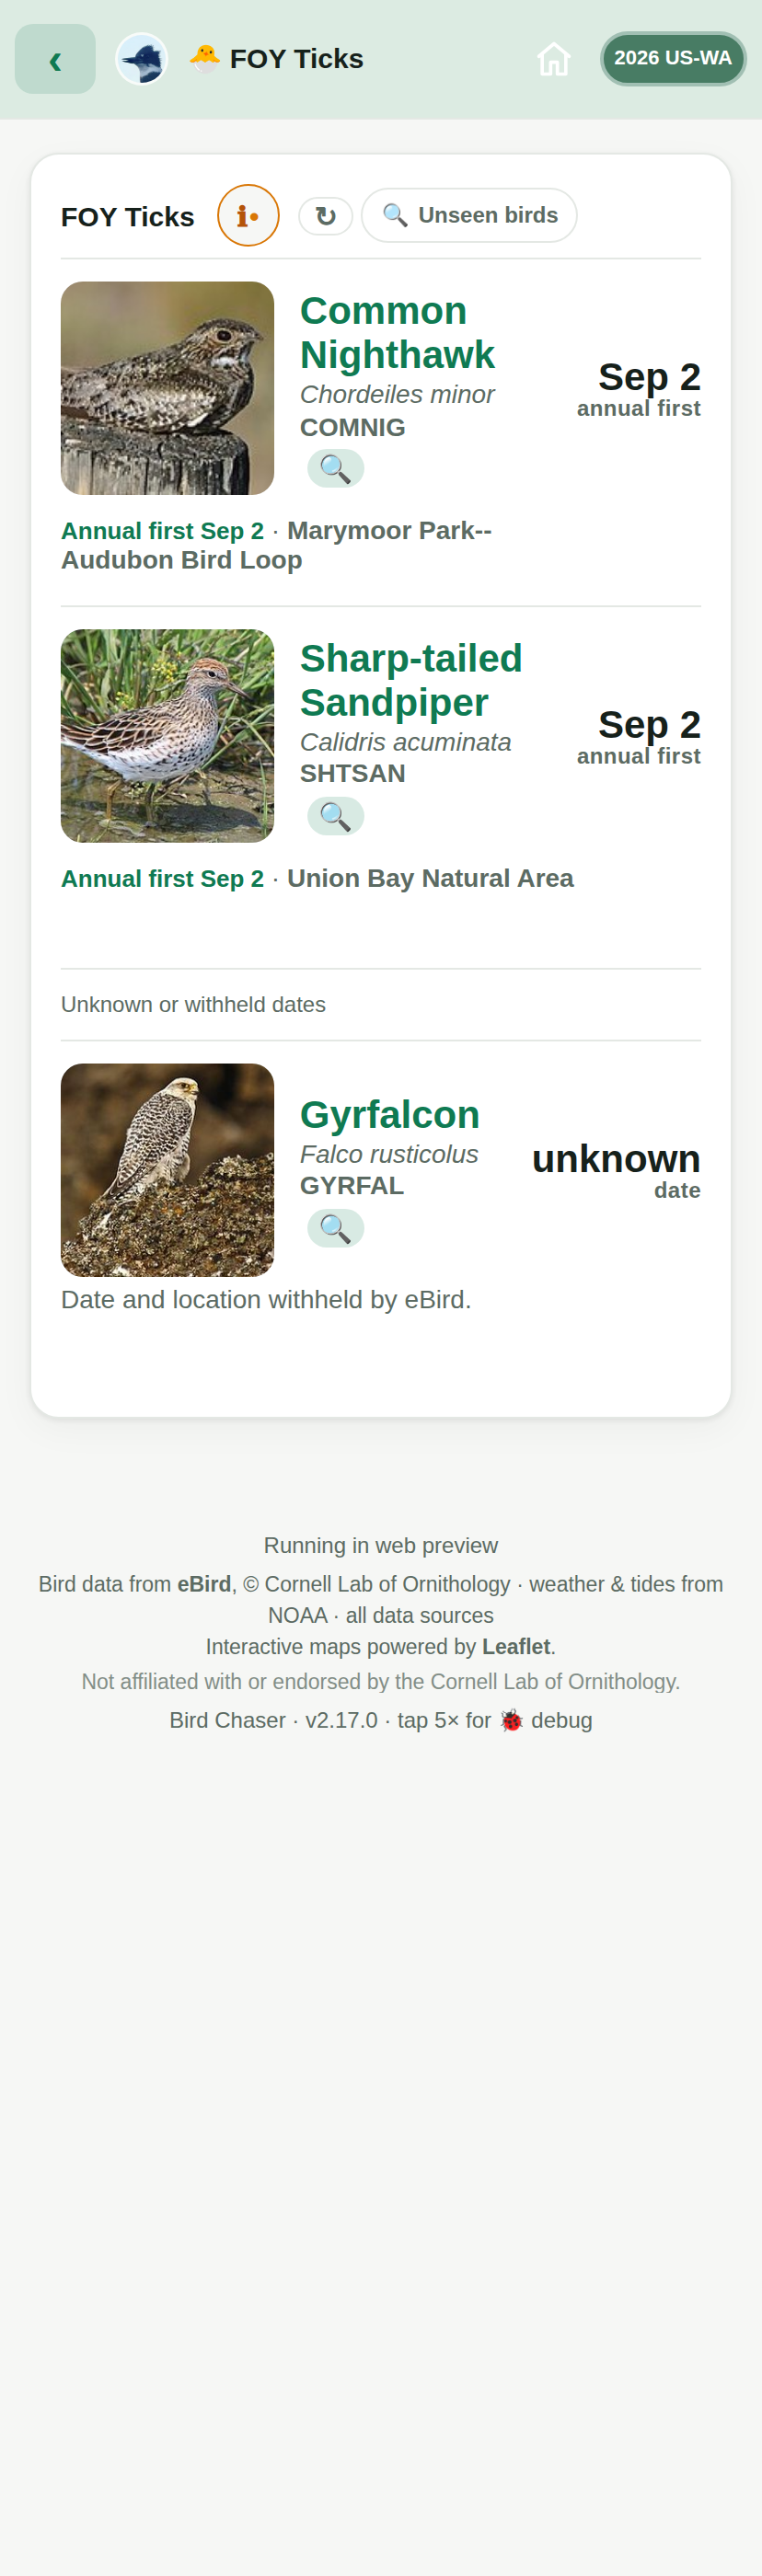 ‹ 🐣 FOY Ticks 2026 US-WA
FOY Ticks ℹ• ↻ 🔍 Unseen birds
Common
Nighthawk
Chordeiles minor
COMNIG
🔍
Sep 2
annual first
Annual first Sep 2 · Marymoor Park--
Audubon Bird Loop
Sharp-tailed
Sandpiper
Calidris acuminata
SHTSAN
🔍
Sep 2
annual first
Annual first Sep 2 · Union Bay Natural Area
Unknown or withheld dates
Gyrfalcon
Falco rusticolus
GYRFAL
🔍
unknown
date
Date and location withheld by eBird.
Running in web preview
Bird data from eBird, © Cornell Lab of Ornithology · weather & tides from
NOAA · all data sources
Interactive maps powered by Leaflet.
Not affiliated with or endorsed by the Cornell Lab of Ornithology.
Bird Chaser · v2.17.0 · tap 5× for 🐞 debug